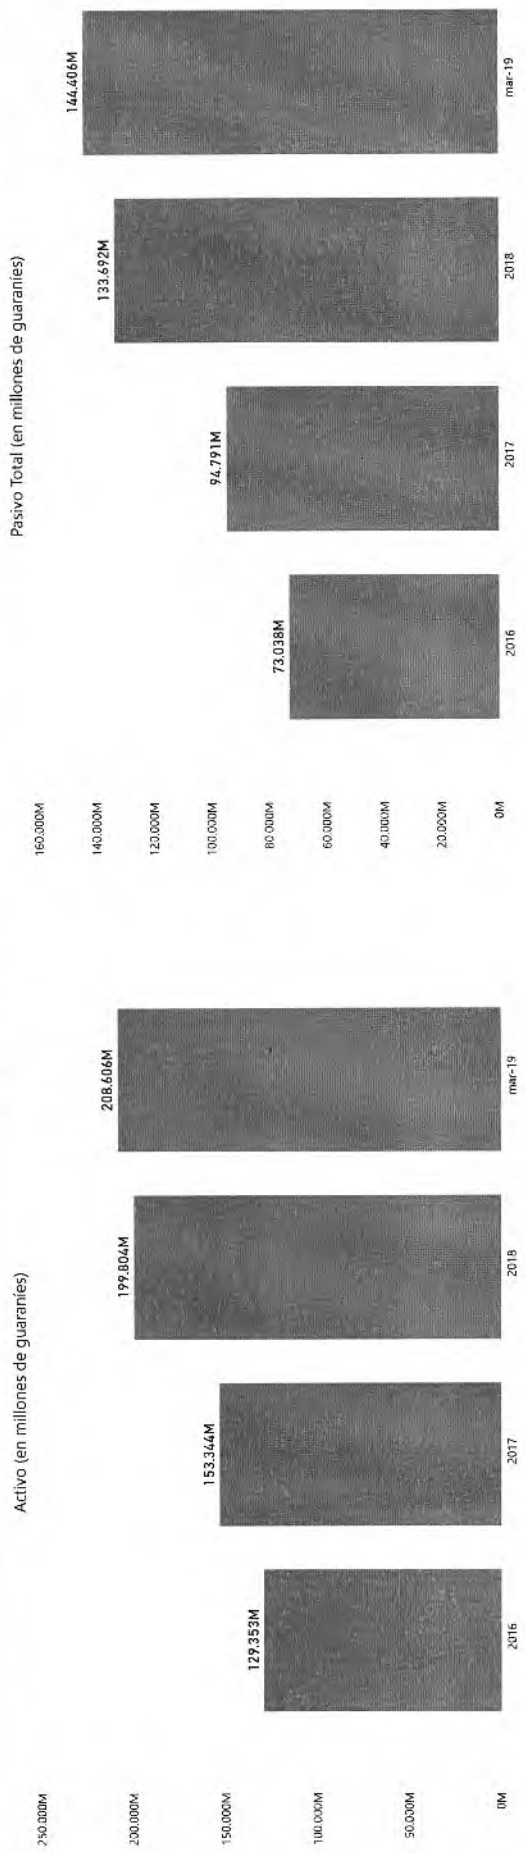 Activo (en millones de guaraníes)
250.000M
200.000M
150.000M
100.000M
50.000M
0M
129.353M
153.344M
199.804M
208.606M
2016
2017
2018
mar-19
Pasivo Total (en millones de guaraníes)
160.000M
140.000M
120.000M
100.000M
80.000M
60.000M
40.000M
20.000M
0M
73.038M
94.791M
133.692M
144.406M
2016
2017
2018
mar-19